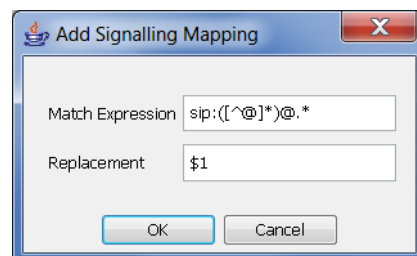 Add Signalling Mapping
Match Expression sip:([^@]*)@.*
Replacement $1
OK Cancel